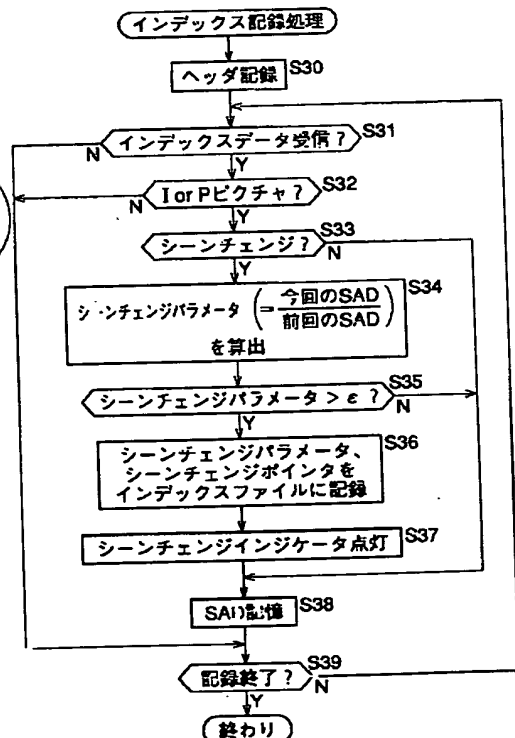 インデックス記録処理
ヘッダ記録 S30
インデックスデータ受信？ S31
N
Y
I or Pピクチャ？ S32
N
Y
シーンチェンジ？ S33
N
Y
S34
シーンチェンジパラメータ (= 今回のSAD
前回のSAD )
を算出
シーンチェンジパラメータ > ε？ S35
N
Y
シーンチェンジパラメータ、 S36
シーンチェンジポインタを
インデックスファイルに記録
シーンチェンジインジケータ点灯 S37
SAD記憶 S38
記録終了？ S39
N
Y
終わり